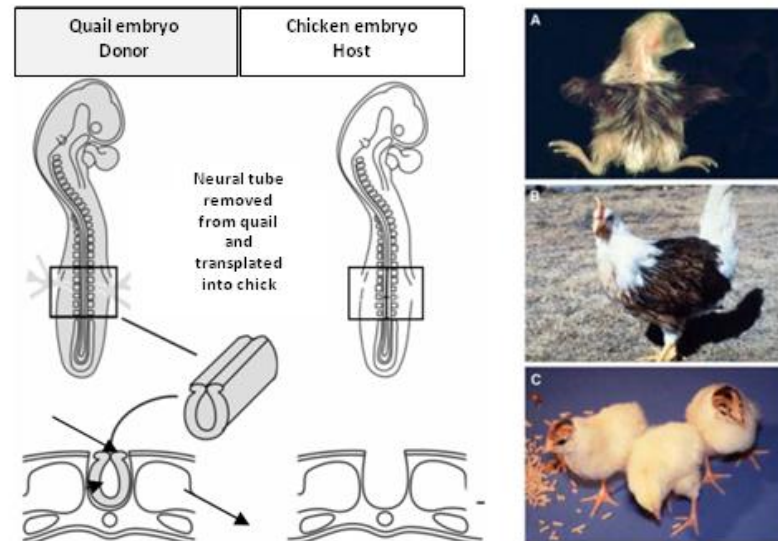 Quail embryo
Donor
Chicken embryo
Host
Neural tube
removed
from quail
and
transplated
into chick
A
B
C